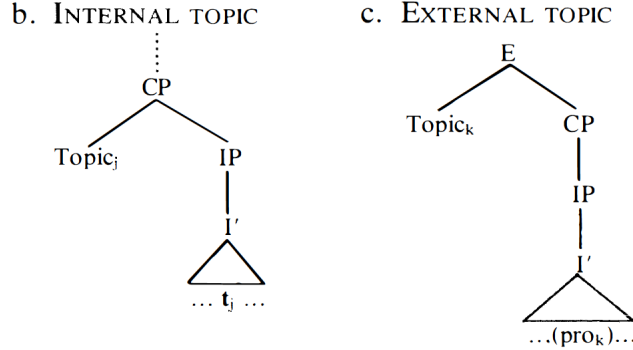 b. INTERNAL TOPIC
CP
Topicⱼ IP
I′
... tⱼ ...
c. EXTERNAL TOPIC
E
Topicₖ CP
IP
I′
...(proₖ)...